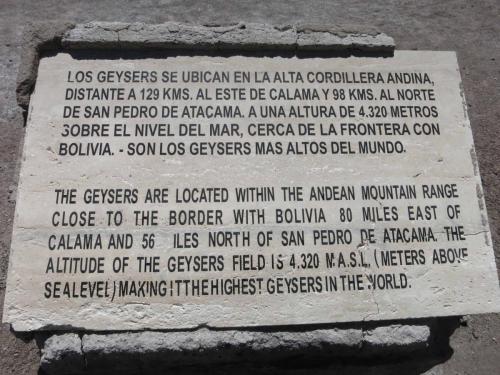 LOS GEYSERS SE UBICAN EN LA ALTA CORDILLERA ANDINA,
DISTANTE A 129 KMS. AL ESTE DE CALAMA Y 98 KMS. AL NORTE
DE SAN PEDRO DE ATACAMA. A UNA ALTURA DE 4.320 METROS
SOBRE EL NIVEL DEL MAR, CERCA DE LA FRONTERA CON
BOLIVIA. - SON LOS GEYSERS MAS ALTOS DEL MUNDO.
THE GEYSERS ARE LOCATED WITHIN THE ANDEAN MOUNTAIN RANGE
CLOSE TO THE BORDER WITH BOLIVIA 80 MILES EAST OF
CALAMA AND 56 ILES NORTH OF SAN PEDRO DE ATACAMA. THE
ALTITUDE OF THE GEYSERS FIELD IS 4.320 M.A.S.L. (METERS ABOVE
SEA LEVEL) MAKING IT THE HIGHEST GEYSERS IN THE WORLD.